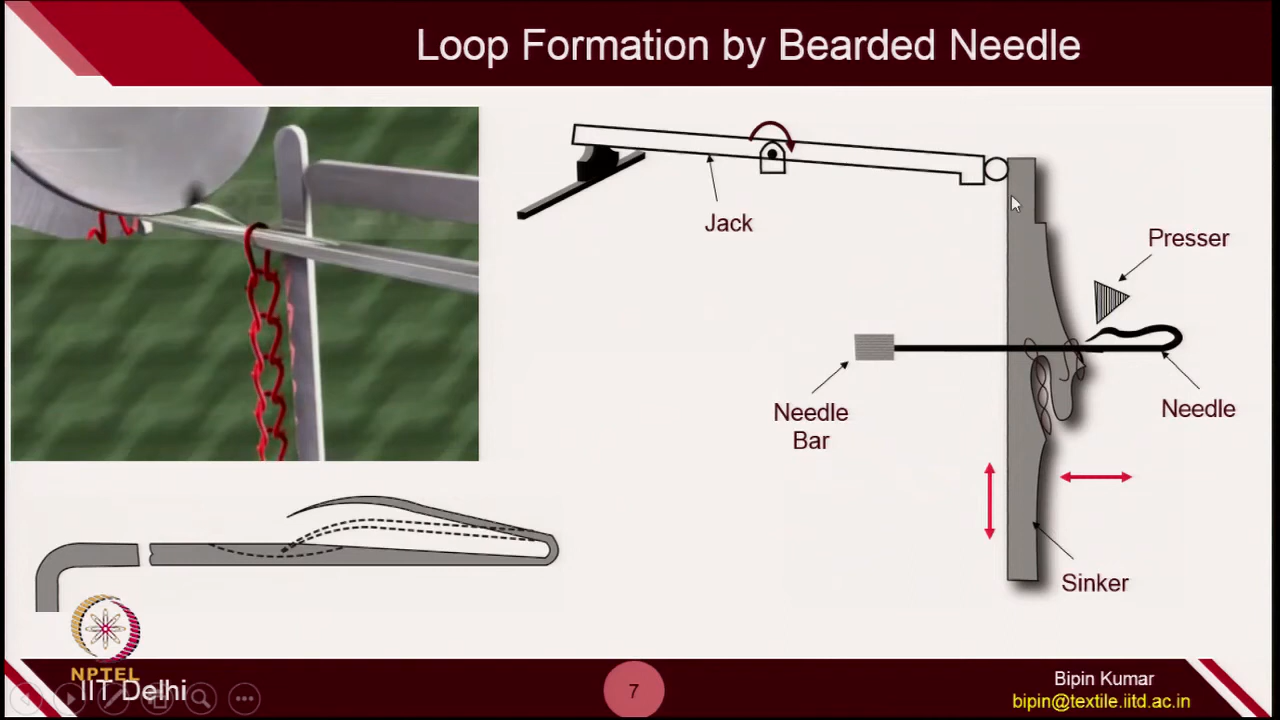 Loop Formation by Bearded Needle
Jack
Presser
Needle
Bar
Needle
Sinker
NPTEL
IIT Delhi
7
Bipin Kumar
bipin@textile.iitd.ac.in